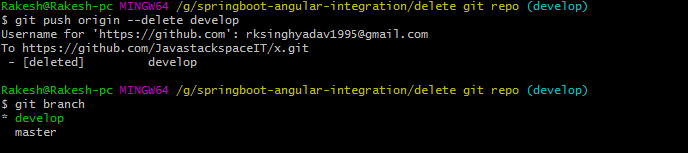 Rakesh@Rakesh-pc MINGW64 /g/springboot-angular-integration/delete git repo (develop)
$ git push origin --delete develop
Username for 'https://github.com': rksinghyadav1995@gmail.com
To https://github.com/JavastackspaceIT/x.git
 - [deleted]         develop
Rakesh@Rakesh-pc MINGW64 /g/springboot-angular-integration/delete git repo (develop)
$ git branch
* develop
  master